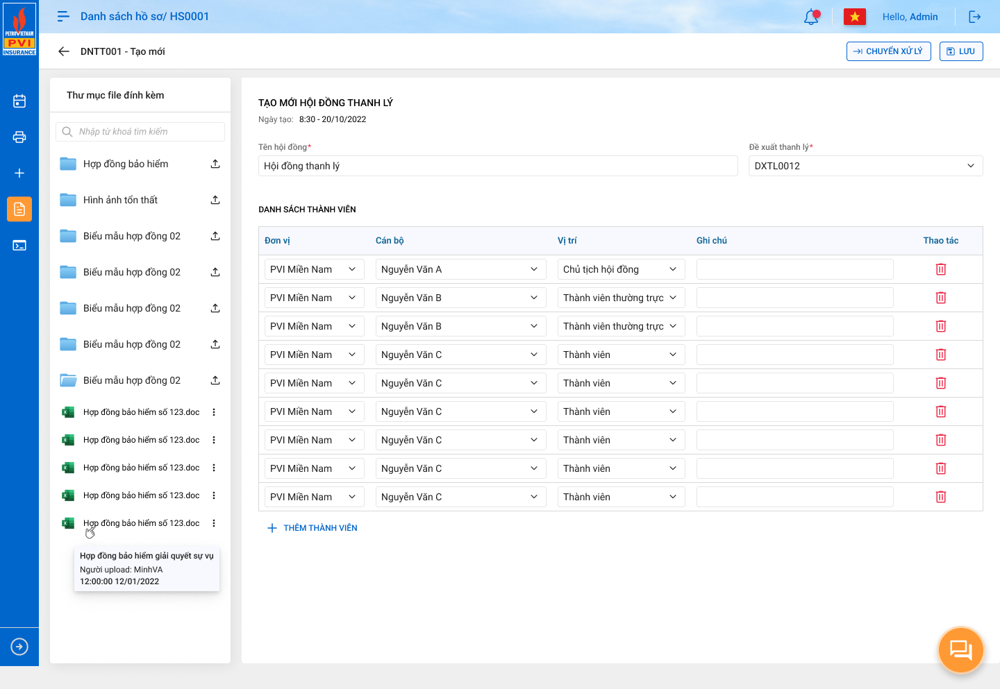 PETROVIETNAM
PVI
INSURANCE
Danh sách hồ sơ/ HS0001
Hello, Admin
DNTT001 - Tạo mới
CHUYỂN XỬ LÝ
LƯU
Thư mục file đính kèm
Nhập từ khoá tìm kiếm
Hợp đồng bảo hiểm
Hình ảnh tổn thất
Biểu mẫu hợp đồng 02
Biểu mẫu hợp đồng 02
Biểu mẫu hợp đồng 02
Biểu mẫu hợp đồng 02
Biểu mẫu hợp đồng 02
Hợp đồng bảo hiểm số 123.doc
Hợp đồng bảo hiểm số 123.doc
Hợp đồng bảo hiểm số 123.doc
Hợp đồng bảo hiểm số 123.doc
Hợp đồng bảo hiểm số 123.doc
Hợp đồng bảo hiểm giải quyết sự vụ
Người upload: MinhVA
12:00:00 12/01/2022
TẠO MỚI HỘI ĐỒNG THANH LÝ
Ngày tạo: 8:30 - 20/10/2022
Tên hội đồng* Đề xuất thanh lý*
Hội đồng thanh lý DXTL0012
DANH SÁCH THÀNH VIÊN
Đơn vị Cán bộ Vị trí Ghi chú Thao tác
PVI Miền Nam Nguyễn Văn A Chủ tịch hội đồng
PVI Miền Nam Nguyễn Văn B Thành viên thường trực
PVI Miền Nam Nguyễn Văn B Thành viên thường trực
PVI Miền Nam Nguyễn Văn C Thành viên
PVI Miền Nam Nguyễn Văn C Thành viên
PVI Miền Nam Nguyễn Văn C Thành viên
PVI Miền Nam Nguyễn Văn C Thành viên
PVI Miền Nam Nguyễn Văn C Thành viên
PVI Miền Nam Nguyễn Văn C Thành viên
THÊM THÀNH VIÊN